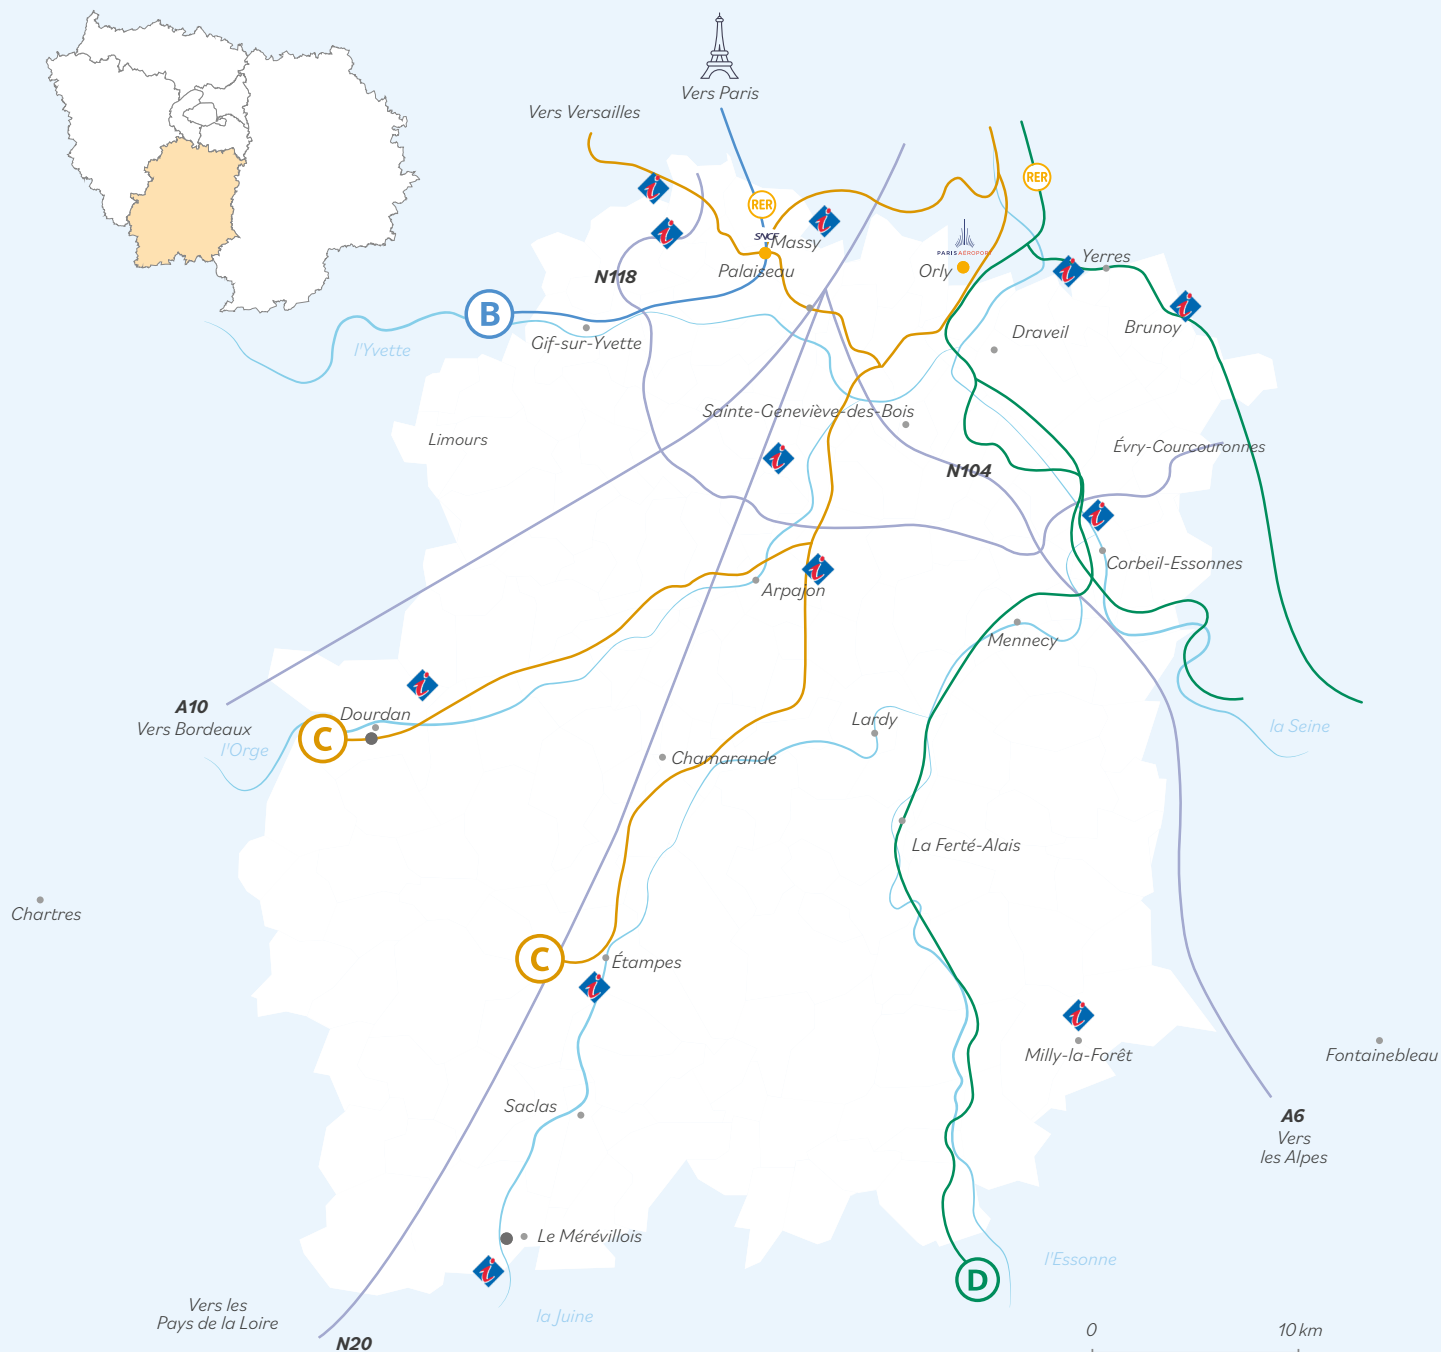 Vers Paris
Vers Versailles
RER
RER
SNCF
Massy
PARIS AÉROPORT
Palaiseau
Orly
Yerres
N118
B
Gif-sur-Yvette
l'Yvette
Draveil
Brunoy
Sainte-Geneviève-des-Bois
Limours
Évry-Courcouronnes
N104
Corbeil-Essonnes
Arpajon
Mennecy
A10
Vers Bordeaux
Dourdan
C
l'Orge
Lardy
la Seine
Chamarande
La Ferté-Alais
Chartres
C
Étampes
Milly-la-Forêt
Fontainebleau
Saclas
A6
Vers
les Alpes
Le Mérévillois
l'Essonne
D
Vers les
Pays de la Loire
la Juine
N20
0
10 km
i
i
i
i
i
i
i
i
i
i
i
i